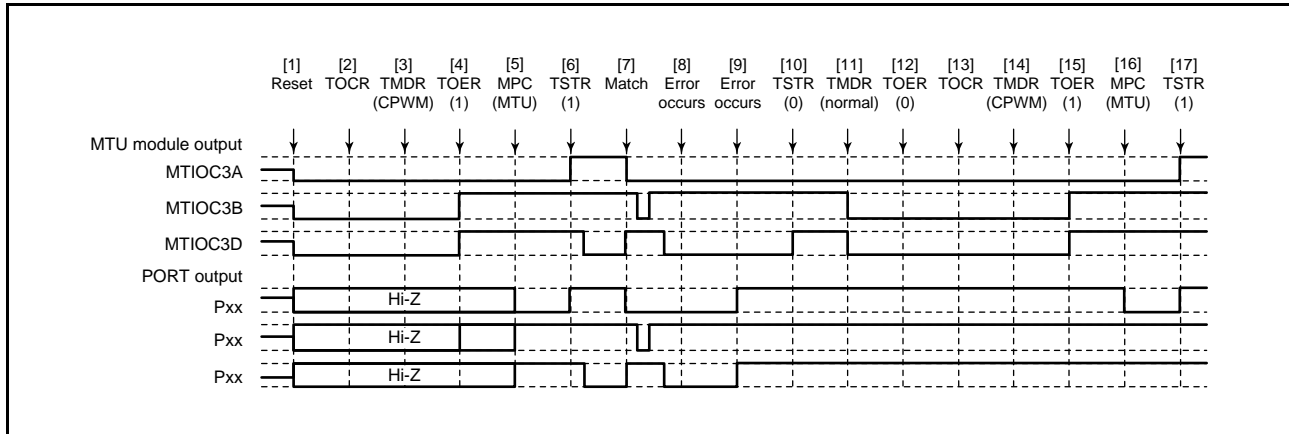 [1] [2] [3] [4] [5] [6] [7] [8] [9] [10] [11] [12] [13] [14] [15] [16] [17]
Reset TOCR TMDR TOER MPC TSTR Match Error Error TSTR TMDR TOER TOCR TMDR TOER MPC TSTR
(CPWM) (1) (MTU) (1) occurs occurs (0) (normal) (0) (CPWM) (1) (MTU) (1)
MTU module output
MTIOC3A
MTIOC3B
MTIOC3D
PORT output
Pxx Hi-Z
Pxx Hi-Z
Pxx Hi-Z